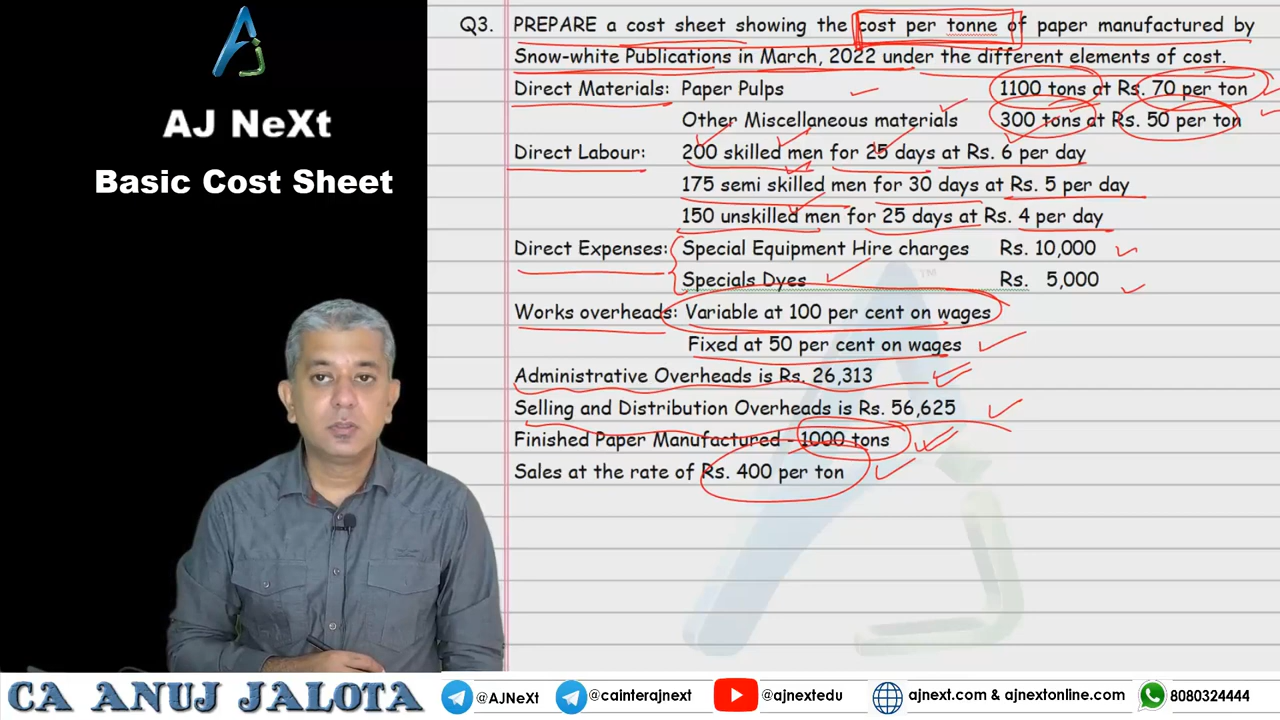 AJ NeXt
Basic Cost Sheet
Q3. PREPARE a cost sheet showing the cost per tonne of paper manufactured by
Snow-white Publications in March, 2022 under the different elements of cost.
Direct Materials: Paper Pulps 1100 tons at Rs. 70 per ton
Other Miscellaneous materials 300 tons at Rs. 50 per ton
Direct Labour: 200 skilled men for 25 days at Rs. 6 per day
175 semi skilled men for 30 days at Rs. 5 per day
150 unskilled men for 25 days at Rs. 4 per day
Direct Expenses: Special Equipment Hire charges Rs. 10,000
Specials Dyes Rs. 5,000
Works overheads: Variable at 100 per cent on wages
Fixed at 50 per cent on wages
Administrative Overheads is Rs. 26,313
Selling and Distribution Overheads is Rs. 56,625
Finished Paper Manufactured - 1000 tons
Sales at the rate of Rs. 400 per ton
CA ANUJ JALOTA @AJNeXt @cainterajnext @ajnextedu ajnext.com & ajnextonline.com 8080324444